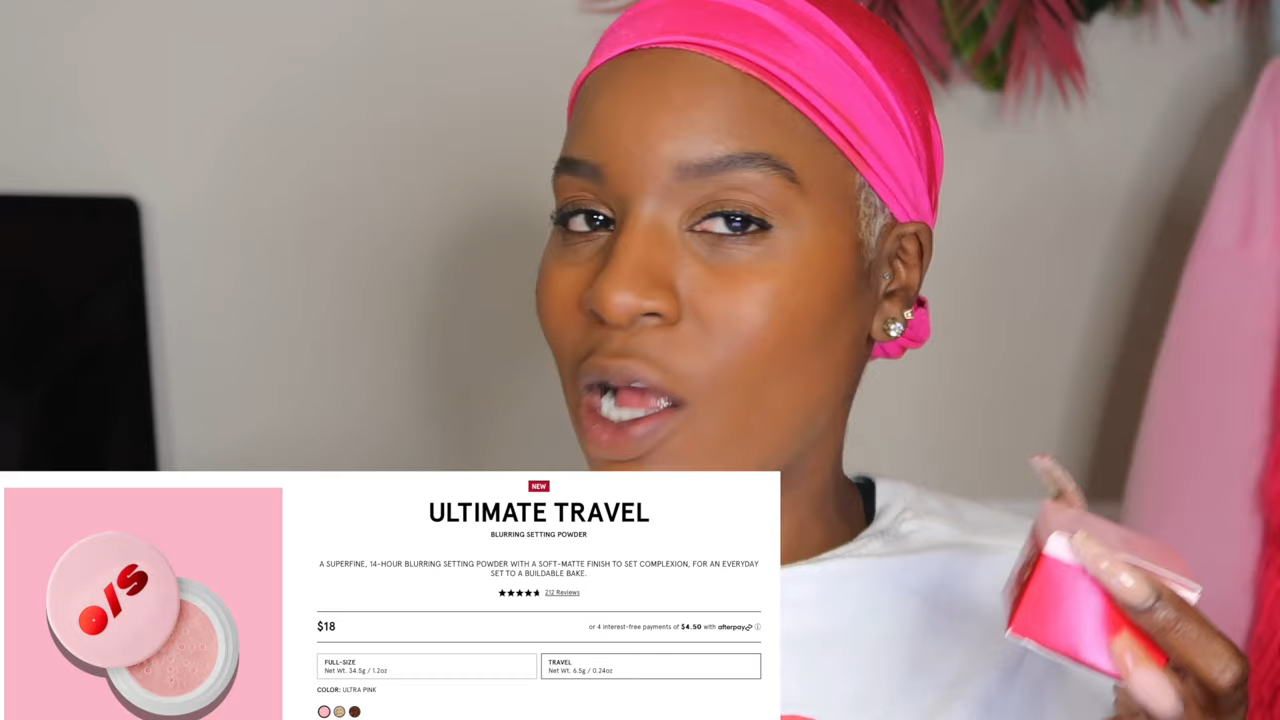 O/S
NEW
ULTIMATE TRAVEL
BLURRING SETTING POWDER
A SUPERFINE, 14-HOUR BLURRING SETTING POWDER WITH A SOFT-MATTE FINISH TO SET COMPLEXION, FOR AN EVERYDAY
SET TO A BUILDABLE BAKE.
212 Reviews
$18
or 4 interest-free payments of $4.50 with afterpay
FULL-SIZE
Net Wt. 34.5g / 1.2oz
TRAVEL
Net Wt. 6.5g / 0.24oz
COLOR: ULTRA PINK